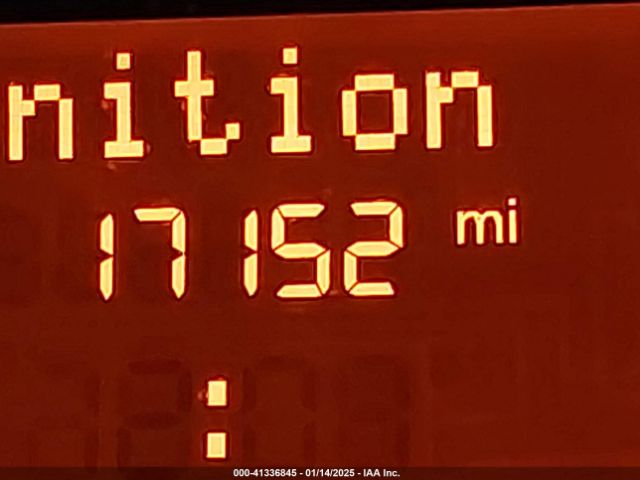 nition
17152 mi
:
000-41336845 - 01/14/2025 - IAA Inc.